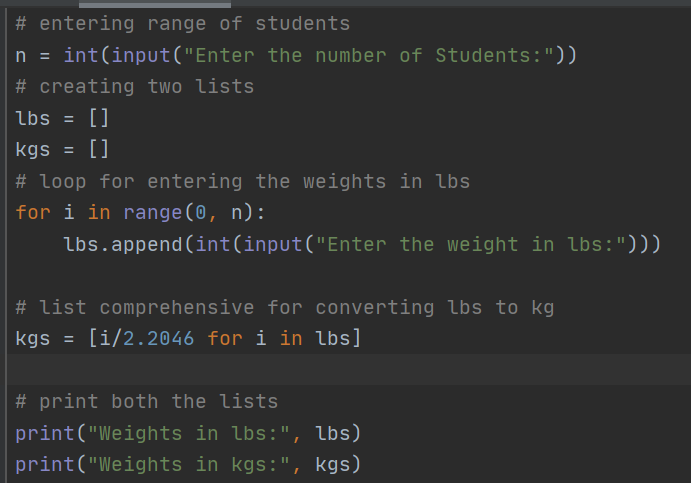 # entering range of students
n = int(input("Enter the number of Students:"))
# creating two lists
lbs = []
kgs = []
# loop for entering the weights in lbs
for i in range(0, n):
    lbs.append(int(input("Enter the weight in lbs:")))
# list comprehensive for converting lbs to kg
kgs = [i/2.2046 for i in lbs]
# print both the lists
print("Weights in lbs:", lbs)
print("Weights in kgs:", kgs)